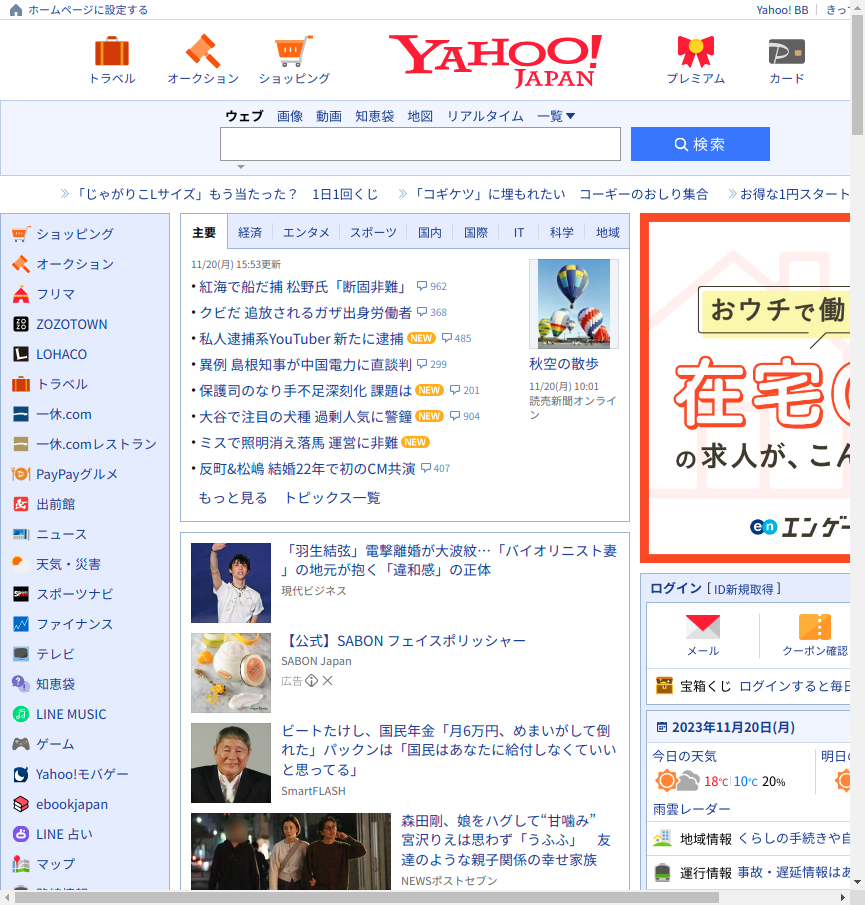 ホームページに設定する
Yahoo! BB
きっ
トラベル
オークション
ショッピング
YAHOO!
JAPAN
プレミアム
カード
ウェブ 画像 動画 知恵袋 地図 リアルタイム 一覧
検索
「じゃがりこLサイズ」もう当たった？ 1日1回くじ
「コギケツ」に埋もれたい コーギーのおしり集合
お得な1円スタート
ショッピング
オークション
フリマ
ZOZOTOWN
LOHACO
トラベル
一休.com
一休.comレストラン
PayPayグルメ
出前館
ニュース
天気・災害
スポーツナビ
ファイナンス
テレビ
知恵袋
LINE MUSIC
ゲーム
Yahoo!モバゲー
ebookjapan
LINE 占い
マップ
主要 経済 エンタメ スポーツ 国内 国際 IT 科学 地域
11/20(月) 15:53更新
紅海で船だ捕 松野氏「断固非難」 962
クビだ 追放されるガザ出身労働者 368
私人逮捕系YouTuber 新たに逮捕 NEW 485
異例 島根知事が中国電力に直談判 299
保護司のなり手不足深刻化 課題は NEW 201
大谷で注目の犬種 過剰人気に警鐘 NEW 904
ミスで照明消え落馬 運営に非難 NEW
反町&松嶋 結婚22年で初のCM共演 407
もっと見る トピックス一覧
秋空の散歩
11/20(月) 10:01
読売新聞オンライ
ン
「羽生結弦」電撃離婚が大波紋…「バイオリニスト妻
」の地元が抱く「違和感」の正体
現代ビジネス
【公式】SABON フェイスポリッシャー
SABON Japan
広告
ビートたけし、国民年金「月6万円、めまいがして倒
れた」パックンは「国民はあなたに給付しなくていい
と思ってる」
SmartFLASH
森田剛、娘をハグして“甘噛み”
宮沢りえは思わず「うふふ」 友
達のような親子関係の幸せ家族
NEWSポストセブン
おウチで働
在宅
の求人が、こん
en エンゲー
ログイン [ ID新規取得 ]
メール
クーポン確認
宝箱くじ ログインすると毎日
2023年11月20日(月)
今日の天気
明日の
18℃ 10℃ 20%
雨雲レーダー
地域情報 くらしの手続きや自
運行情報 事故・遅延情報はあ